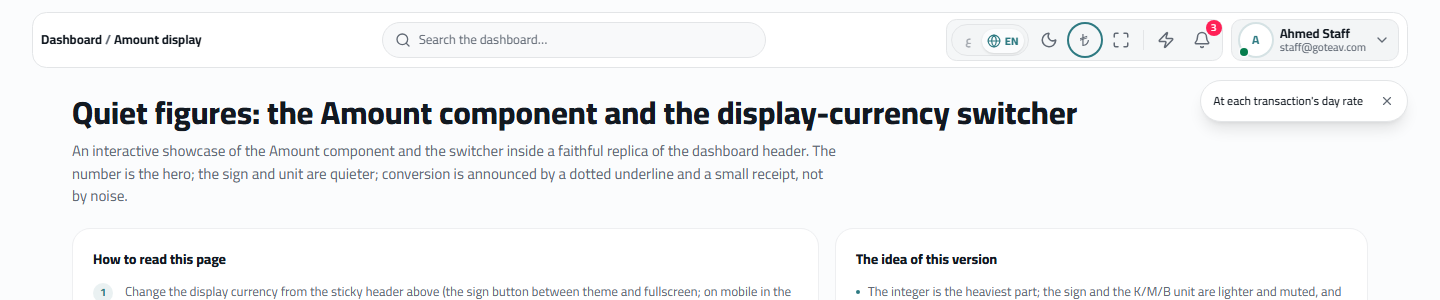 Dashboard / Amount display
Search the dashboard...
ع
EN
₺
3
A
Ahmed Staff
staff@goteav.com
At each transaction's day rate
Quiet figures: the Amount component and the display-currency switcher
An interactive showcase of the Amount component and the switcher inside a faithful replica of the dashboard header. The
number is the hero; the sign and unit are quieter; conversion is announced by a dotted underline and a small receipt, not
by noise.
How to read this page
1 Change the display currency from the sticky header above (the sign button between theme and fullscreen; on mobile in the
The idea of this version
• The integer is the heaviest part; the sign and the K/M/B unit are lighter and muted, and